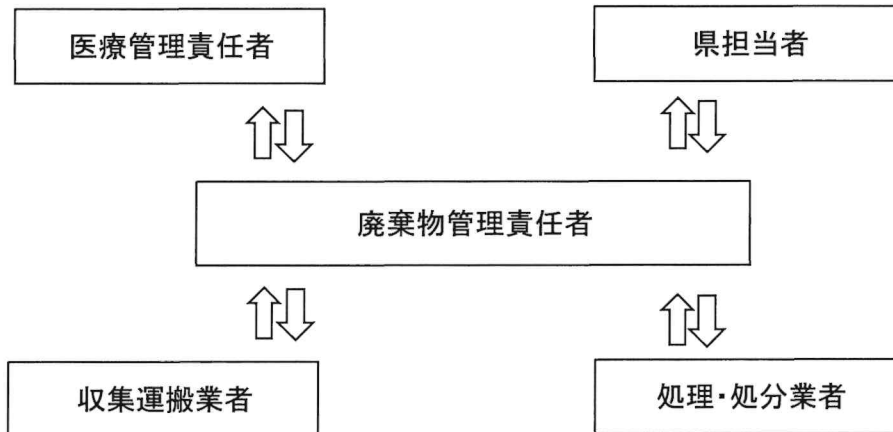 医療管理責任者
県担当者
廃棄物管理責任者
収集運搬業者
処理・処分業者